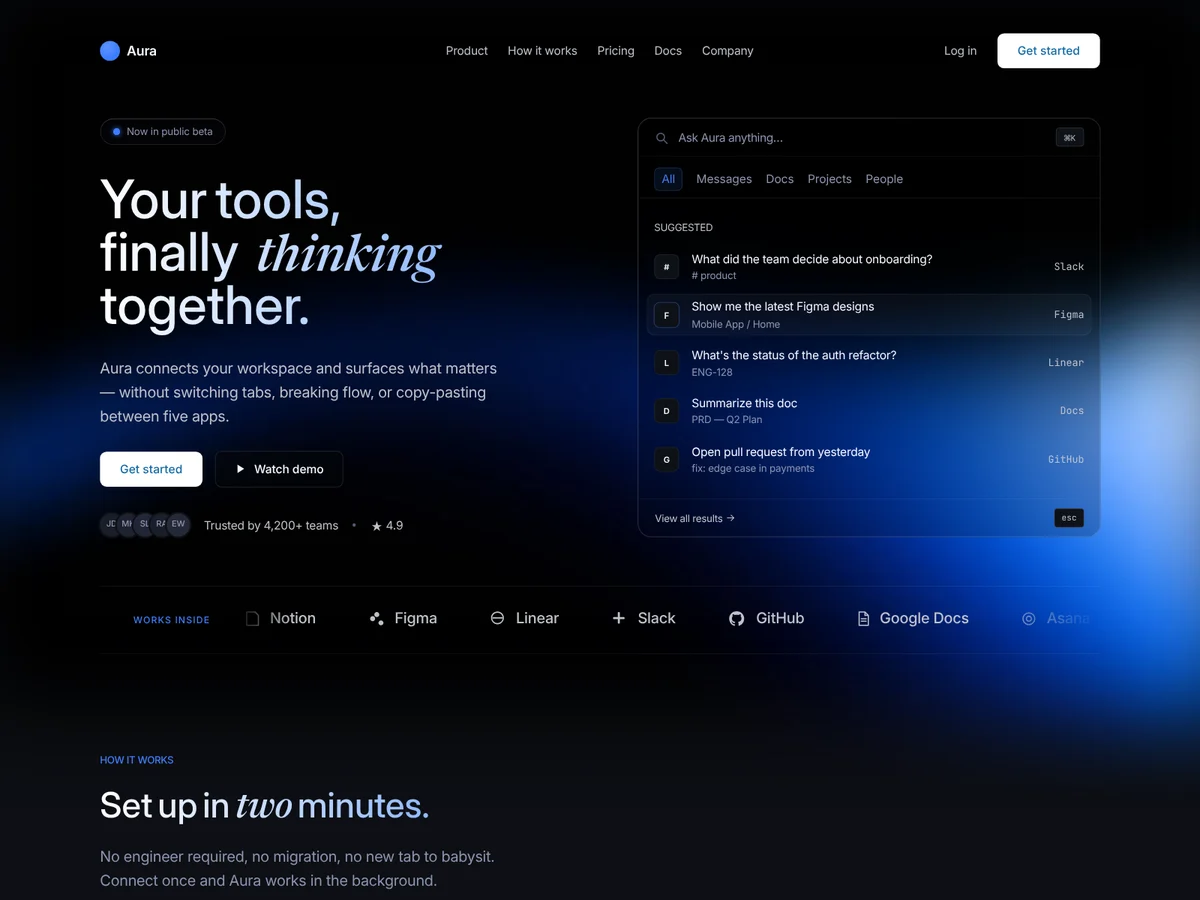 Aura
Product
How it works
Pricing
Docs
Company
Log in
Get started
Now in public beta
Your tools,
finally thinking
together.
Aura connects your workspace and surfaces what matters
— without switching tabs, breaking flow, or copy-pasting
between five apps.
Get started
Watch demo
JD
SL
RA
EW
Trusted by 4,200+ teams • ★ 4.9
Ask Aura anything...
⌘K
All
Messages
Docs
Projects
People
SUGGESTED
#
What did the team decide about onboarding?
# product
Slack
F
Show me the latest Figma designs
Mobile App / Home
Figma
L
What's the status of the auth refactor?
ENG-128
Linear
D
Summarize this doc
PRD — Q2 Plan
Docs
G
Open pull request from yesterday
fix: edge case in payments
GitHub
View all results →
esc
WORKS INSIDE
Notion
Figma
Linear
Slack
GitHub
Google Docs
Asana
HOW IT WORKS
Set up in two minutes.
No engineer required, no migration, no new tab to babysit.
Connect once and Aura works in the background.